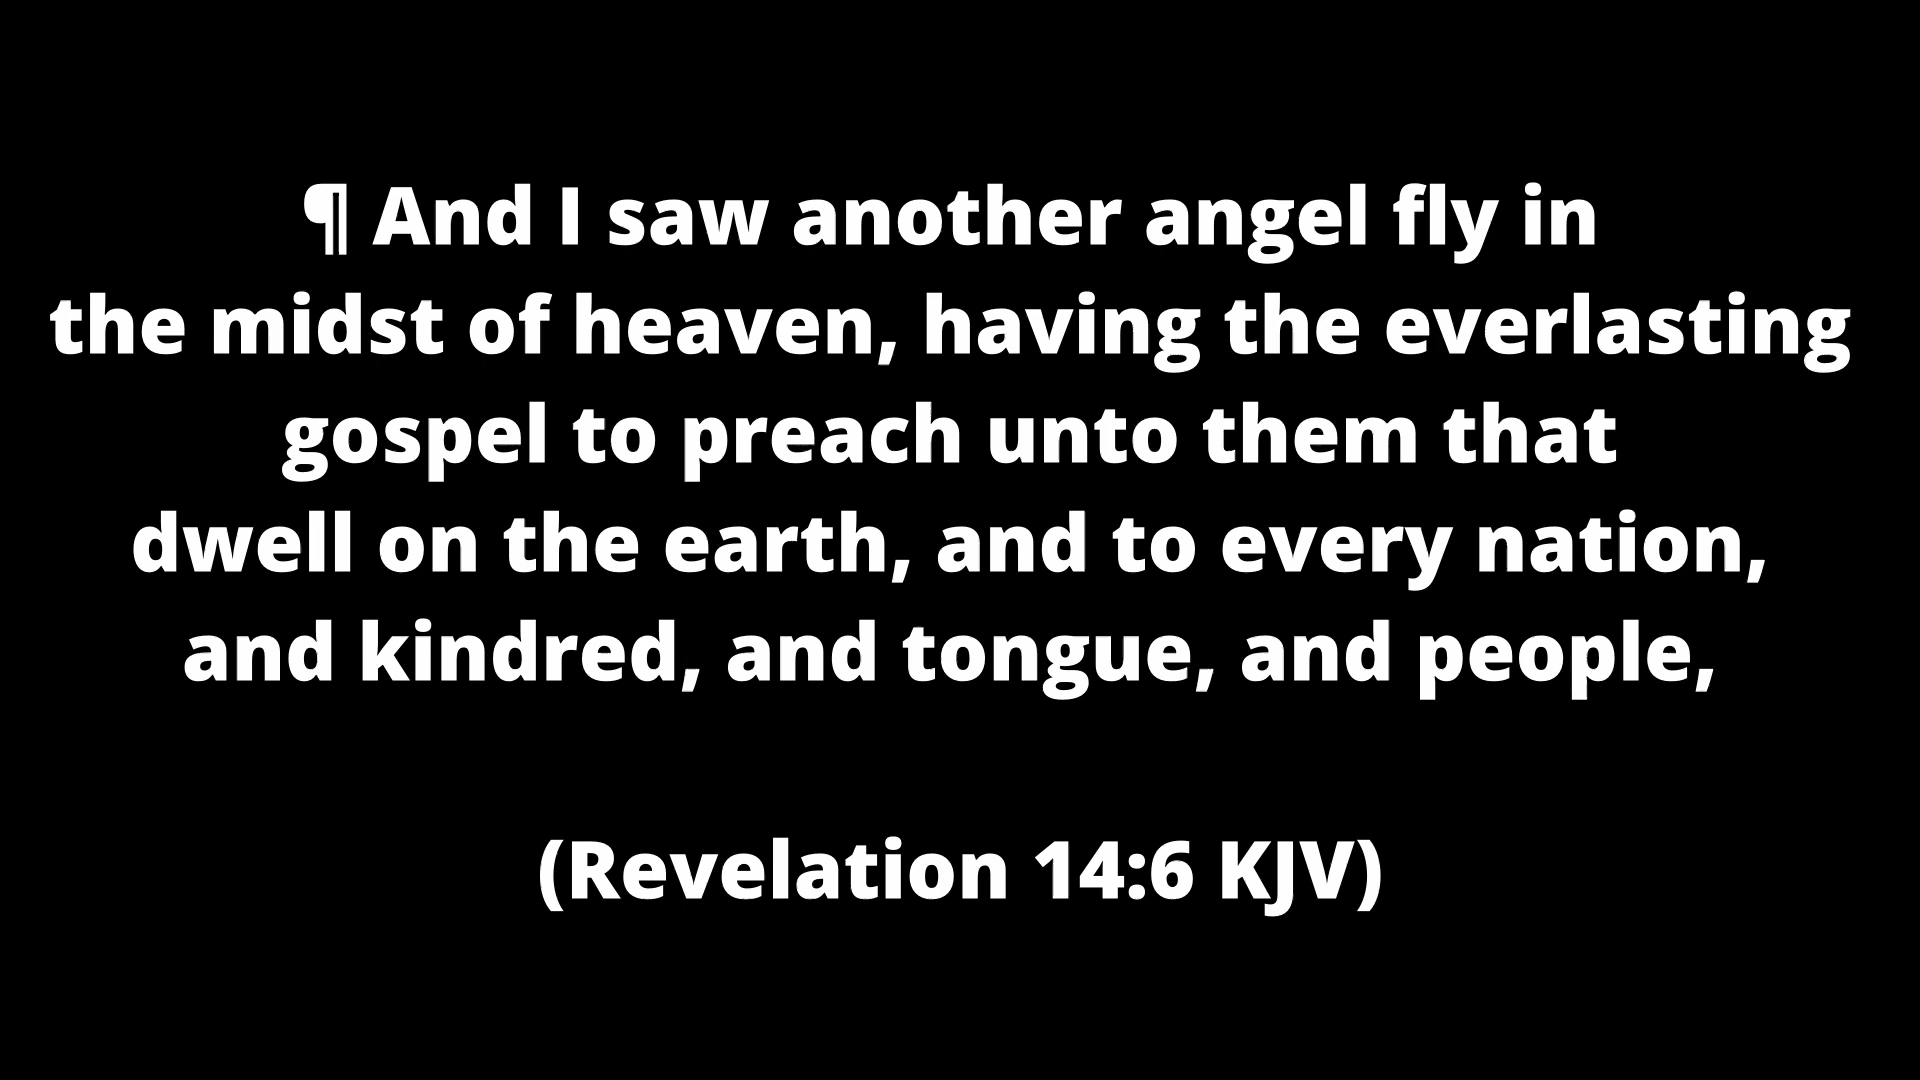 ¶ And I saw another angel fly in
the midst of heaven, having the everlasting
gospel to preach unto them that
dwell on the earth, and to every nation,
and kindred, and tongue, and people,
(Revelation 14:6 KJV)